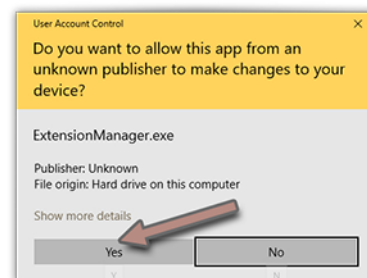 User Account Control
Do you want to allow this app from an
unknown publisher to make changes to your
device?
ExtensionManager.exe
Publisher: Unknown
File origin: Hard drive on this computer
Show more details
Yes
No
Y
N